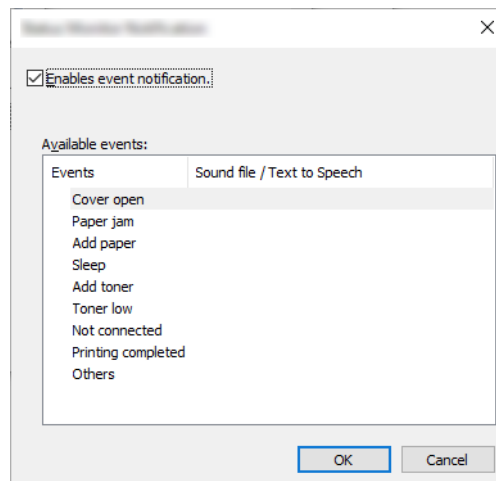 Enables event notification.
Available events:
Events Sound file / Text to Speech
Cover open
Paper jam
Add paper
Sleep
Add toner
Toner low
Not connected
Printing completed
Others
OK Cancel